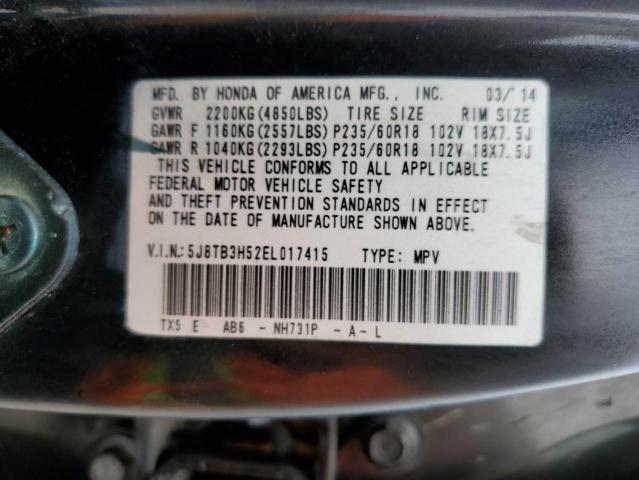 MFD. BY HONDA OF AMERICA MFG., INC. 03/'14
GVWR 2200KG(4850LBS) TIRE SIZE RIM SIZE
GAWR F 1160KG(2557LBS) P235/60R18 102V 18X7.5J
GAWR R 1040KG(2293LBS) P235/60R18 102V 18X7.5J
THIS VEHICLE CONFORMS TO ALL APPLICABLE
FEDERAL MOTOR VEHICLE SAFETY
AND THEFT PREVENTION STANDARDS IN EFFECT
ON THE DATE OF MANUFACTURE SHOWN ABOVE.
V.I.N.: 5J8TB3H52EL017415 TYPE: MPV
TX5 E AB6 - NH731P - A - L